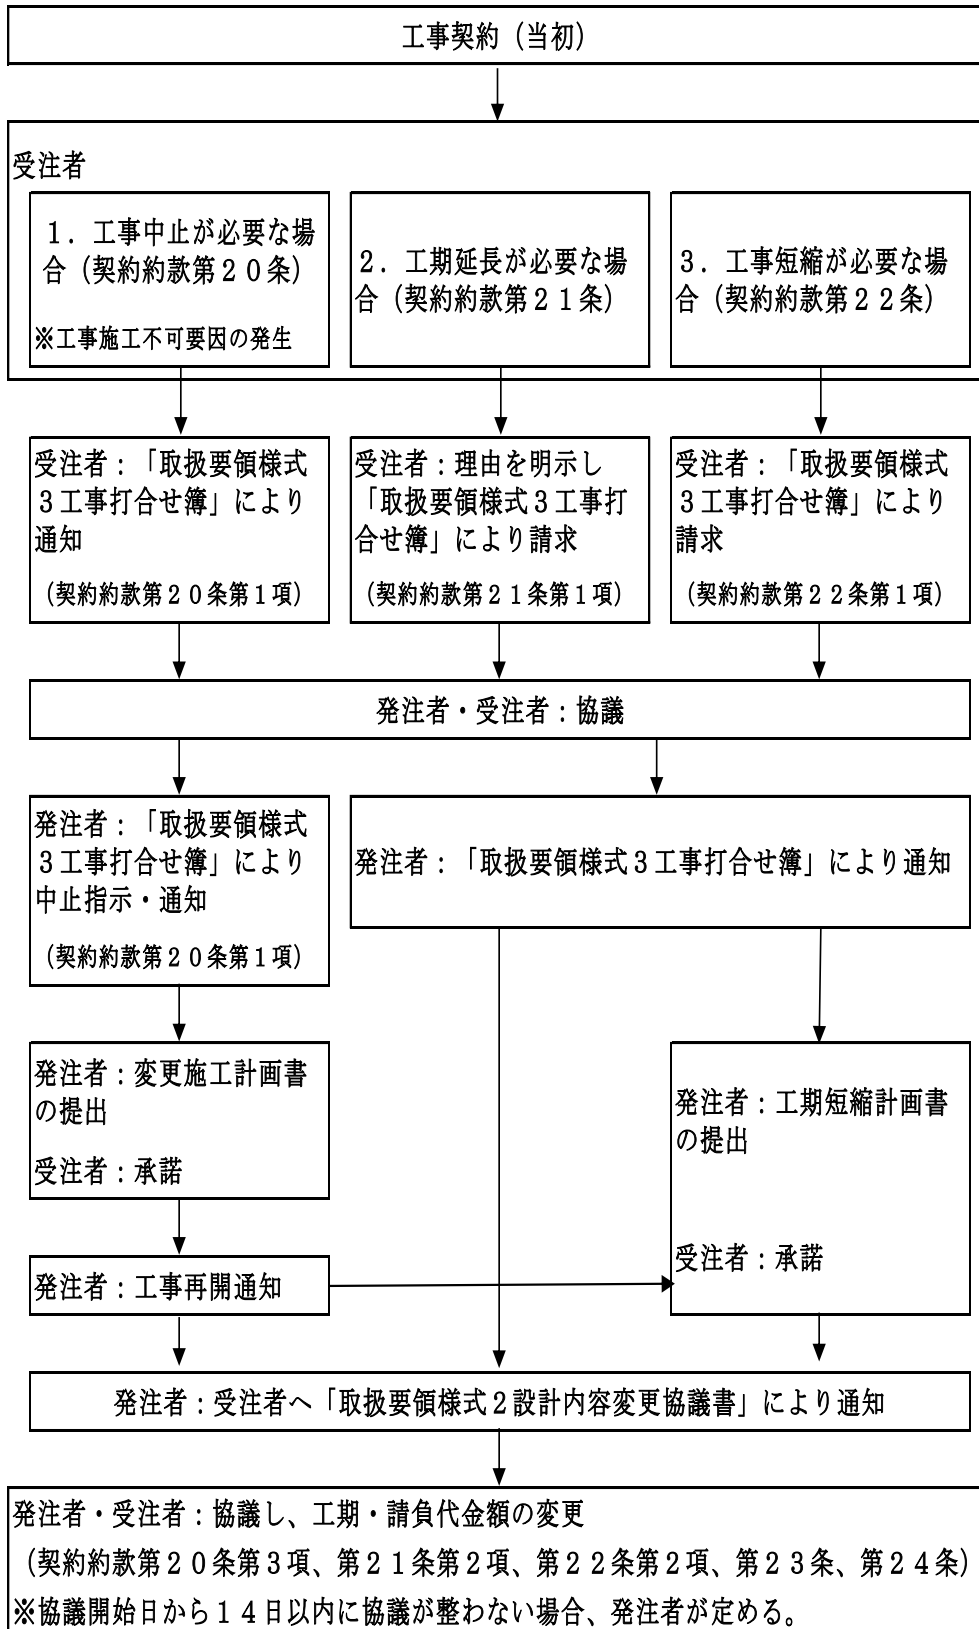 工事契約（当初）
受注者
１．工事中止が必要な場
合（契約約款第２０条）
※工事施工不可要因の発生
２．工期延長が必要な場
合（契約約款第２１条）
３．工事短縮が必要な場
合（契約約款第２２条）
受注者：「取扱要領様式
３工事打合せ簿」により
通知
（契約約款第２０条第１項）
受注者：理由を明示し
「取扱要領様式３工事打
合せ簿」により請求
（契約約款第２１条第１項）
受注者：「取扱要領様式
３工事打合せ簿」により
請求
（契約約款第２２条第１項）
発注者・受注者：協議
発注者：「取扱要領様式
３工事打合せ簿」により
中止指示・通知
（契約約款第２０条第１項）
発注者：「取扱要領様式３工事打合せ簿」により通知
発注者：変更施工計画書
の提出
受注者：承諾
発注者：工期短縮計画書
の提出
受注者：承諾
発注者：工事再開通知
発注者：受注者へ「取扱要領様式２設計内容変更協議書」により通知
発注者・受注者：協議し、工期・請負代金額の変更
（契約約款第２０条第３項、第２１条第２項、第２２条第２項、第２３条、第２４条）
※協議開始日から１４日以内に協議が整わない場合、発注者が定める。